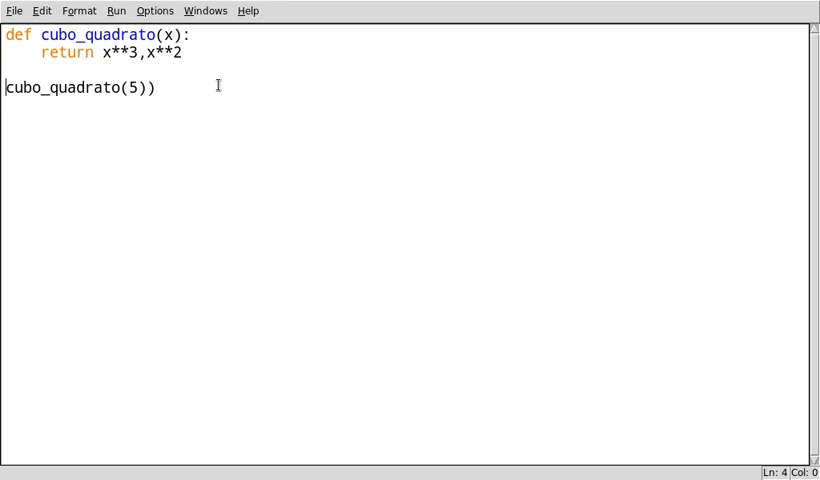 File Edit Format Run Options Windows Help
def cubo_quadrato(x):
    return x**3,x**2
cubo_quadrato(5))
Ln: 4 Col: 0